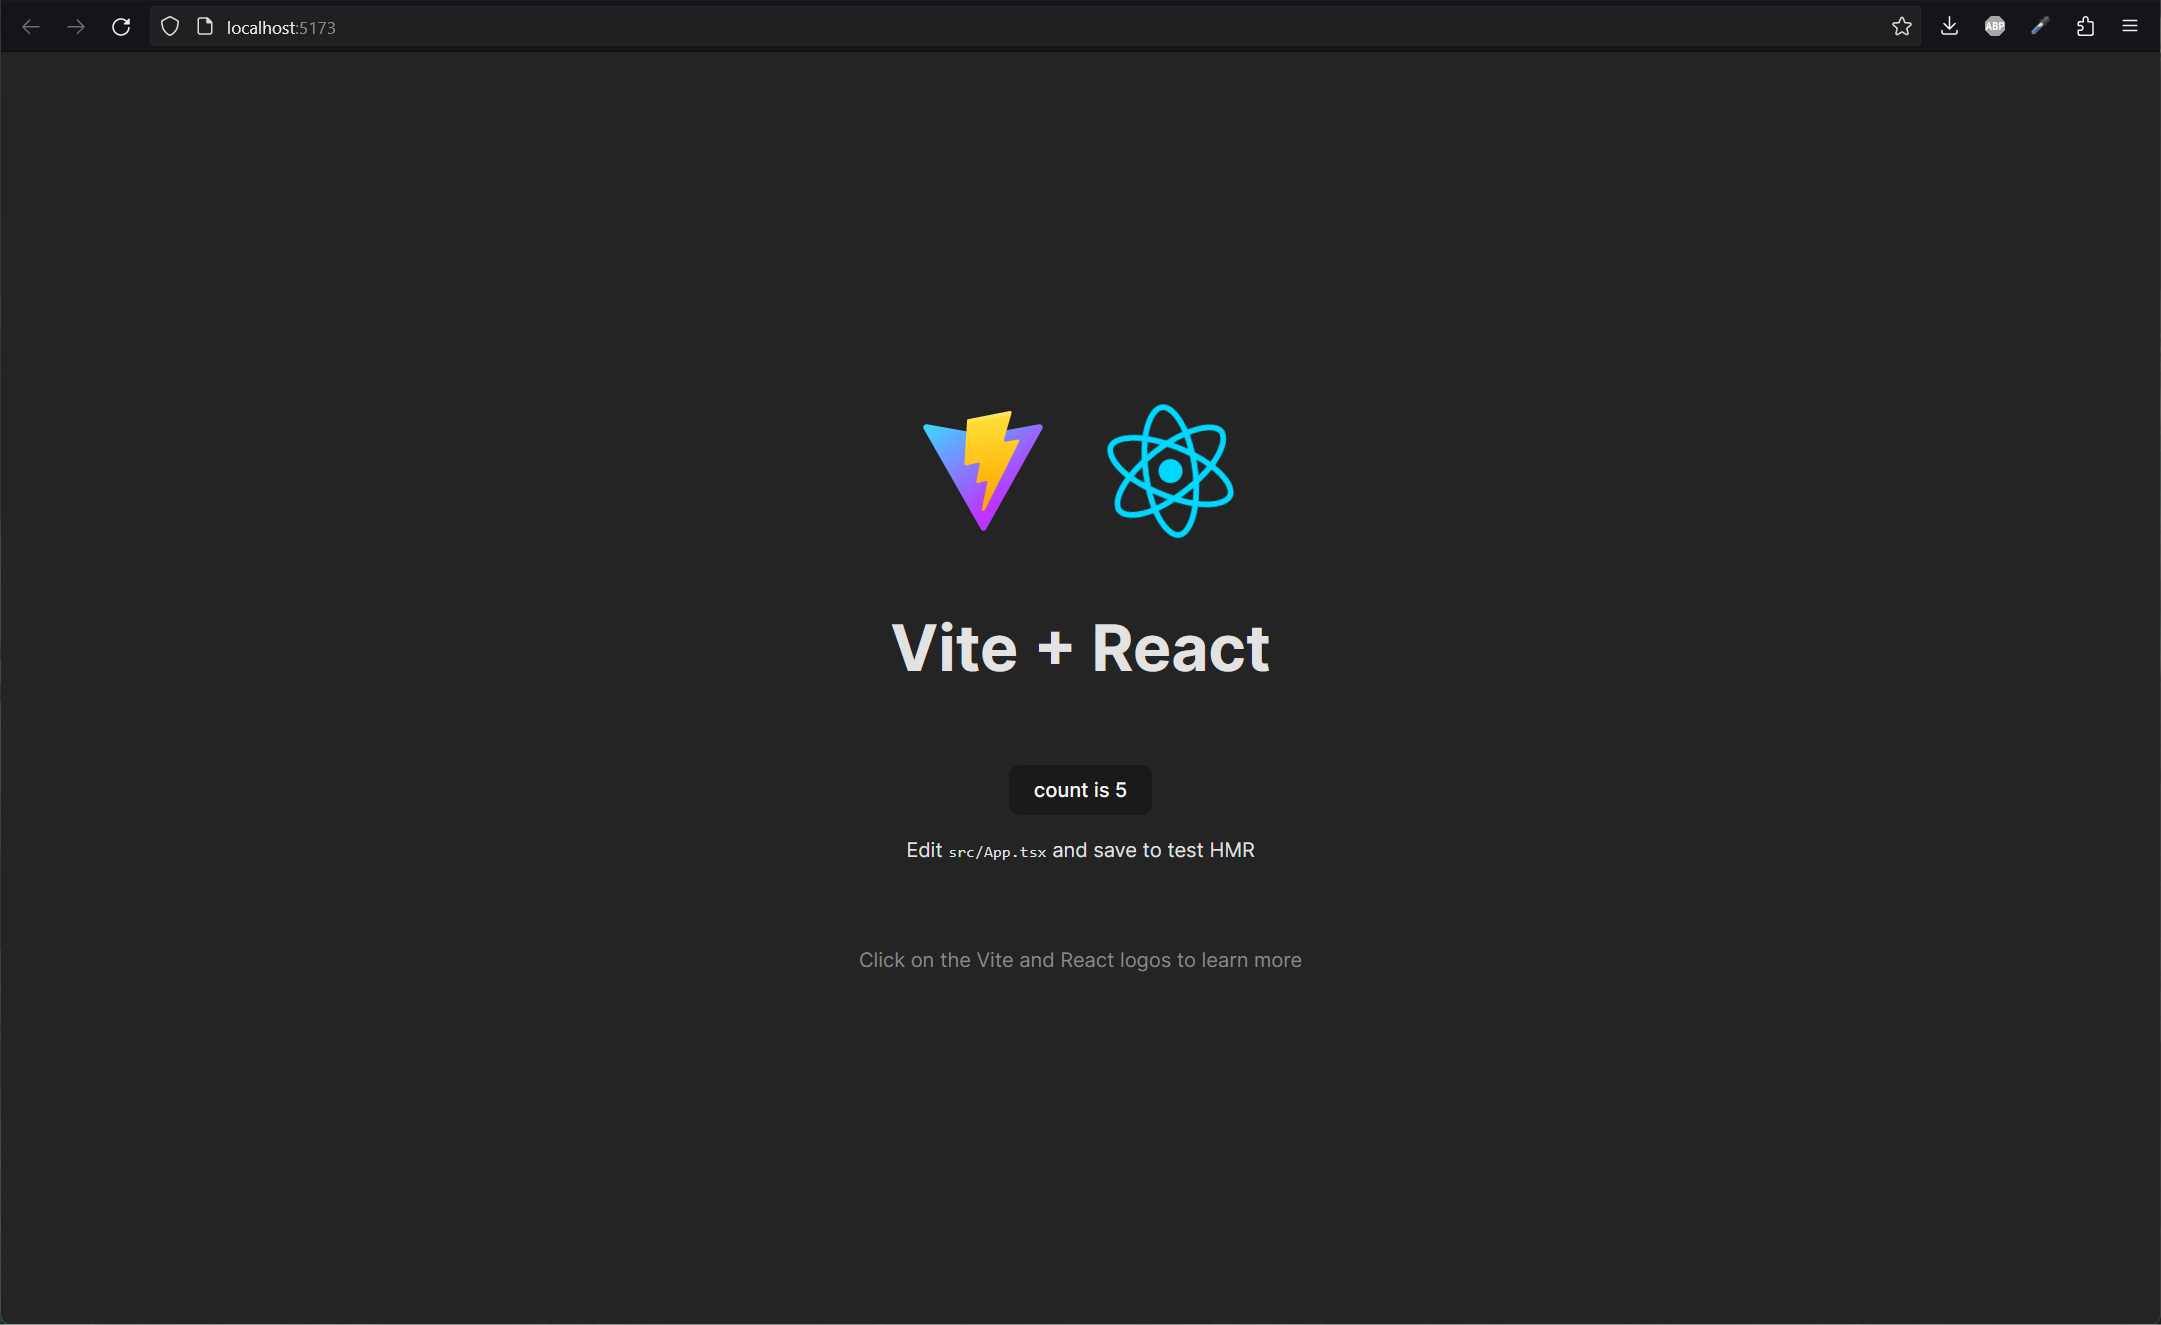 localhost:5173
ABP
Vite + React
count is 5
Edit src/App.tsx and save to test HMR
Click on the Vite and React logos to learn more